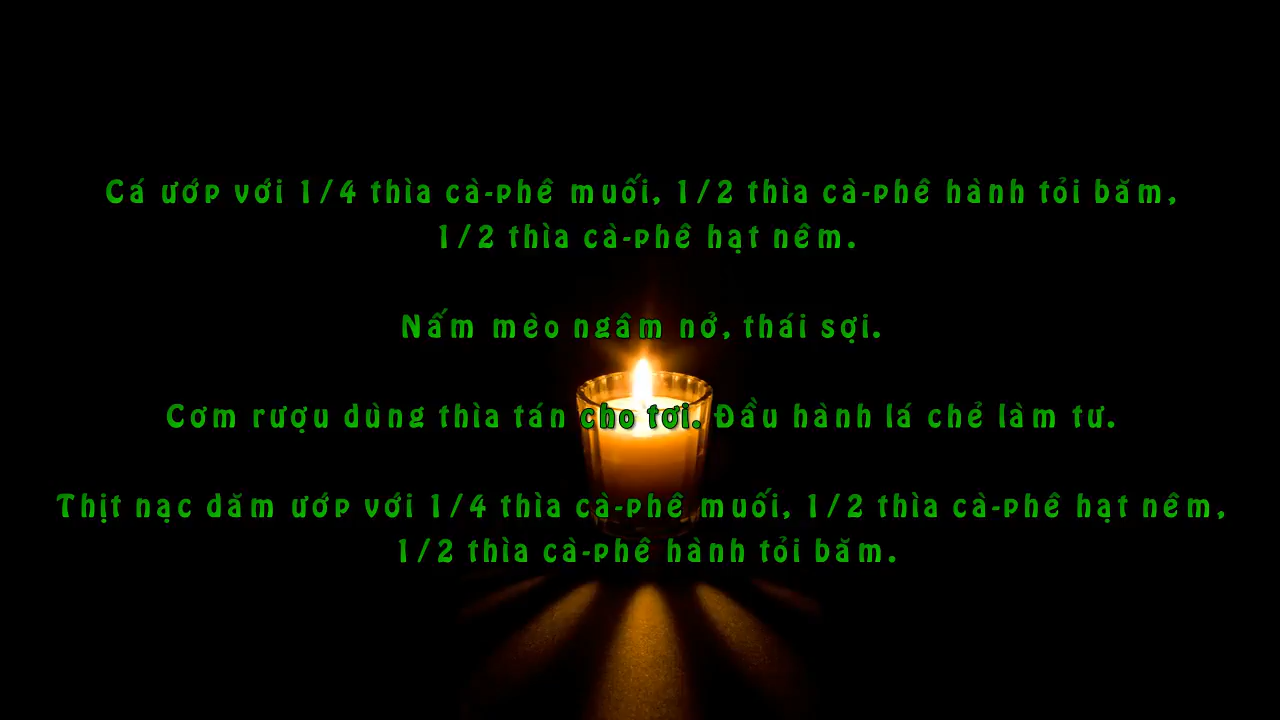 Cá ướp với 1/4 thìa cà-phê muối, 1/2 thìa cà-phê hành tỏi băm,
1/2 thìa cà-phê hạt nêm.
Nấm mèo ngâm nở, thái sợi.
Cơm rượu dùng thìa tán cho tơi. Đầu hành lá chẻ làm tư.
Thịt nạc dăm ướp với 1/4 thìa cà-phê muối, 1/2 thìa cà-phê hạt nêm,
1/2 thìa cà-phê hành tỏi băm.